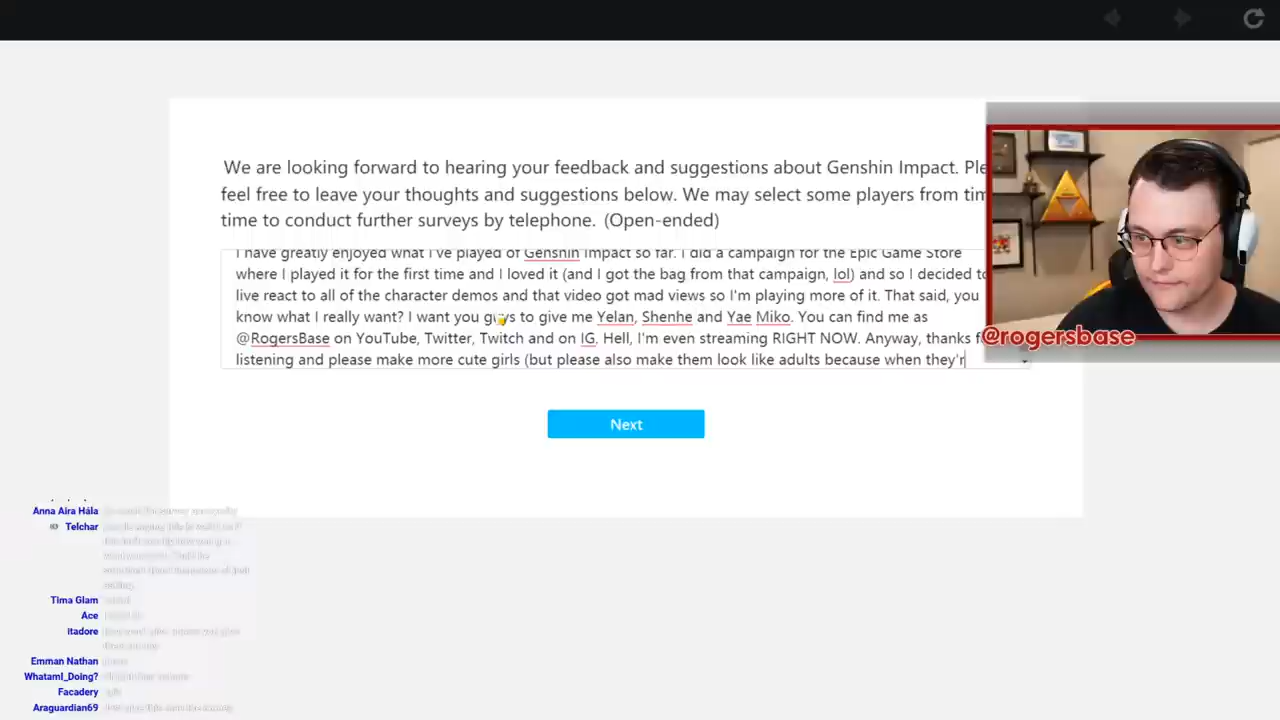 We are looking forward to hearing your feedback and suggestions about Genshin Impact. Ple
feel free to leave your thoughts and suggestions below. We may select some players from tim
time to conduct further surveys by telephone. (Open-ended)
I have greatly enjoyed what I've played of Genshin Impact so far. I did a campaign for the Epic Game Store
where I played it for the first time and I loved it (and I got the bag from that campaign, lol) and so I decided to
live react to all of the character demos and that video got mad views so I'm playing more of it. That said, you
know what I really want? I want you guys to give me Yelan, Shenhe and Yae Miko. You can find me as
@RogersBase on YouTube, Twitter, Twitch and on IG. Hell, I'm even streaming RIGHT NOW. Anyway, thanks f
listening and please make more cute girls (but please also make them look like adults because when they'r
@rogersbase
Next
Anna Aira Hála
Telchar
Tima Glam
Ace
Itadore
Emman Nathan
WhatamI_Doing?
Facadery
Araguardian69